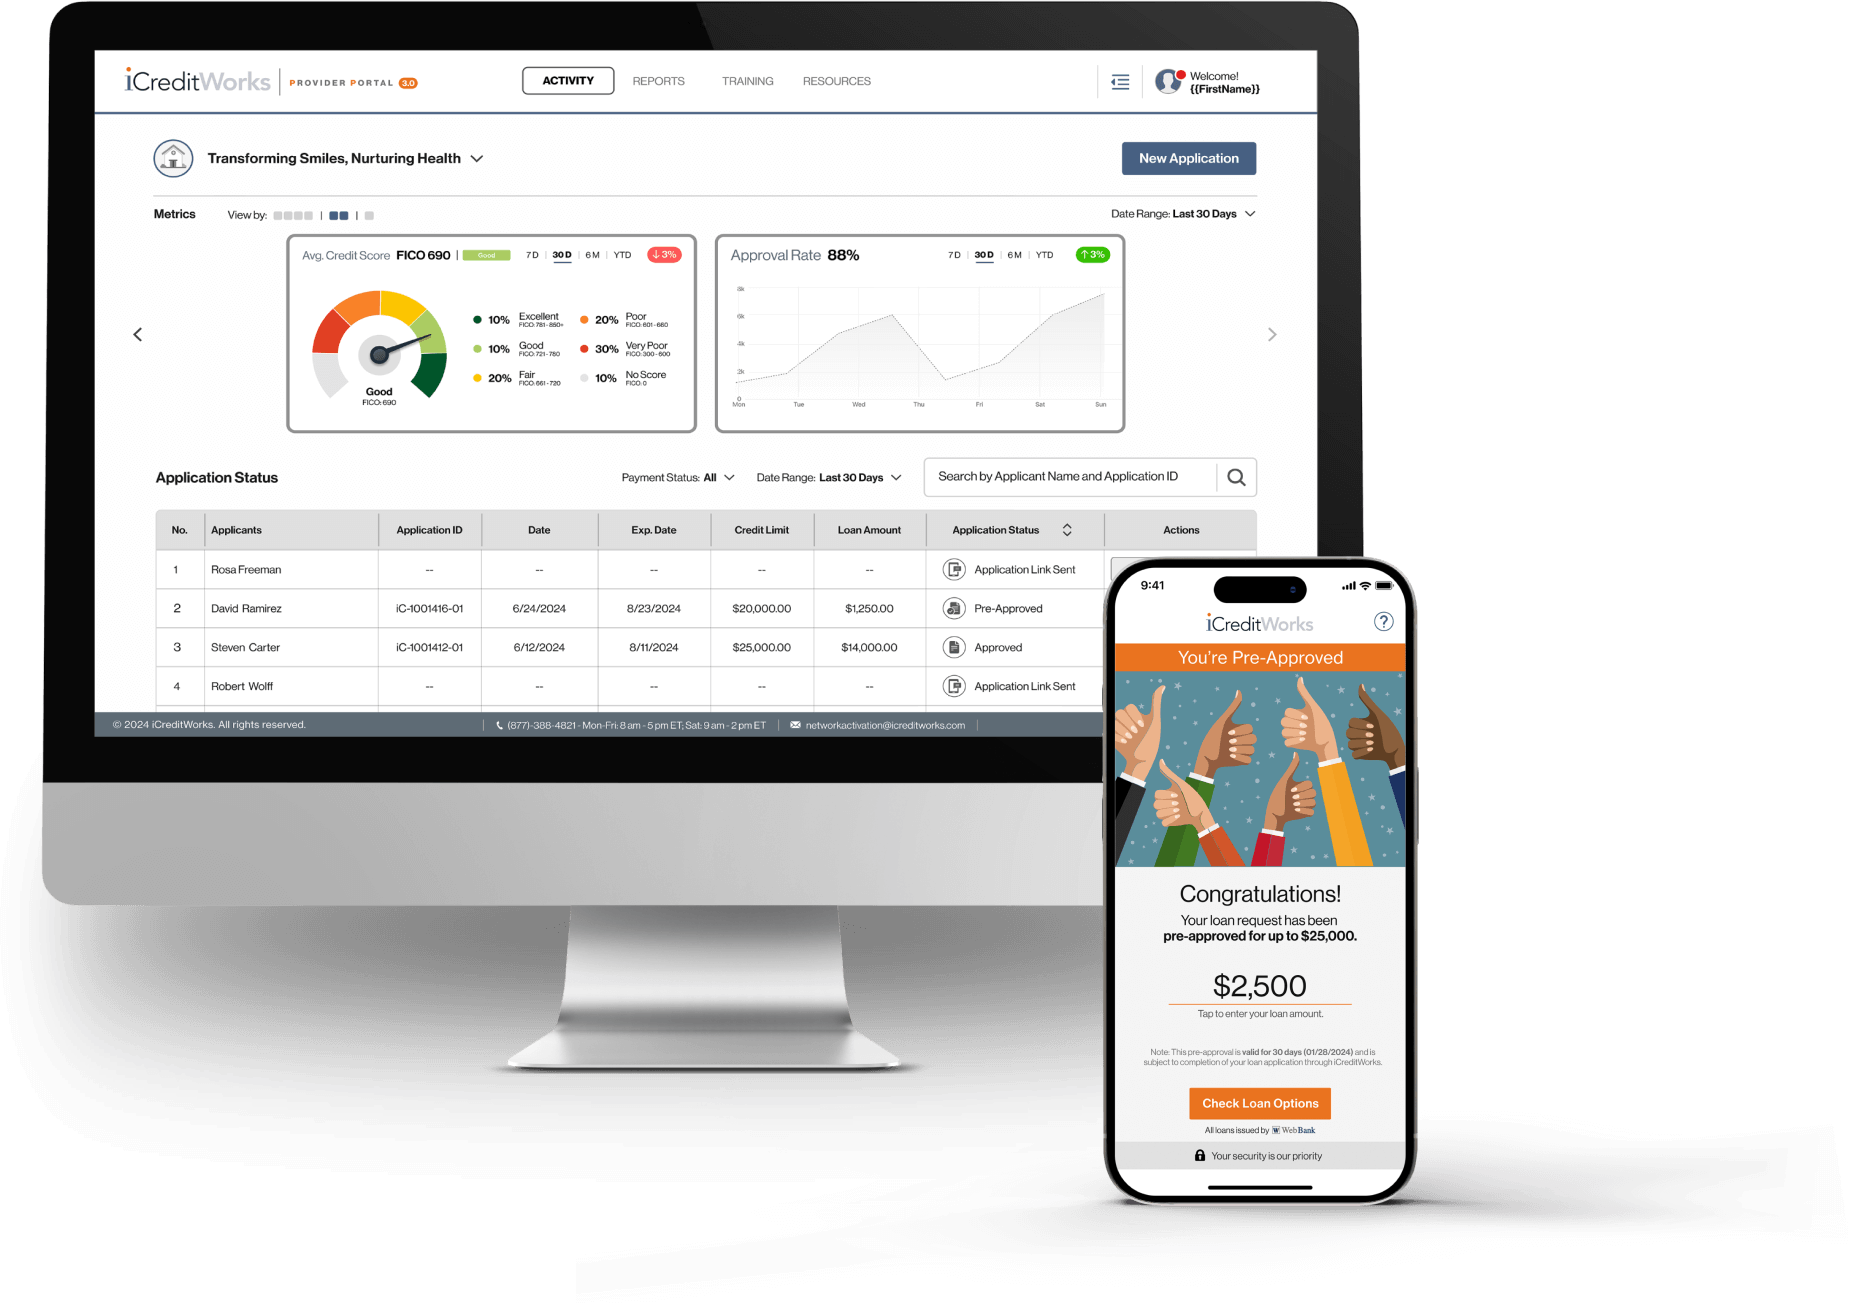 iCreditWorks PROVIDER PORTAL 3.0 ACTIVITY REPORTS TRAINING RESOURCES Welcome! {{FirstName}}
Transforming Smiles, Nurturing Health New Application
Metrics View by: Date Range: Last 30 Days
Avg. Credit Score FICO 690 Good 7D 30D 6M YTD ↓3%
10% Excellent FICO: 781 - 850+
20% Poor FICO: 601 - 660
10% Good FICO: 721 - 780
30% Very Poor FICO: 300 - 600
20% Fair FICO: 661 - 720
10% No Score FICO: 0
Good
FICO: 690
Approval Rate 88% 7D 30D 6M YTD ↑3%
8k
6k
4k
2k
0
Mon Tue Wed Thu Fri Sat Sun
Application Status Payment Status: All Date Range: Last 30 Days Search by Applicant Name and Application ID
No. Applicants Application ID Date Exp. Date Credit Limit Loan Amount Application Status Actions
1 Rosa Freeman -- -- -- -- -- Application Link Sent
2 David Ramirez iC-1001416-01 6/24/2024 8/23/2024 $20,000.00 $1,250.00 Pre-Approved
3 Steven Carter iC-1001412-01 6/12/2024 8/11/2024 $25,000.00 $14,000.00 Approved
4 Robert Wolff -- -- -- -- -- Application Link Sent
© 2024 iCreditWorks. All rights reserved. (877)-388-4821 - Mon-Fri: 8 am - 5 pm ET; Sat: 9 am - 2 pm ET networkactivation@icreditworks.com
9:41
iCreditWorks ?
You're Pre-Approved
Congratulations!
Your loan request has been
pre-approved for up to $25,000.
$2,500
Tap to enter your loan amount.
Note: This pre-approval is valid for 30 days (01/28/2024) and is
subject to completion of your loan application through iCreditWorks.
Check Loan Options
All loans issued by W WebBank
Your security is our priority